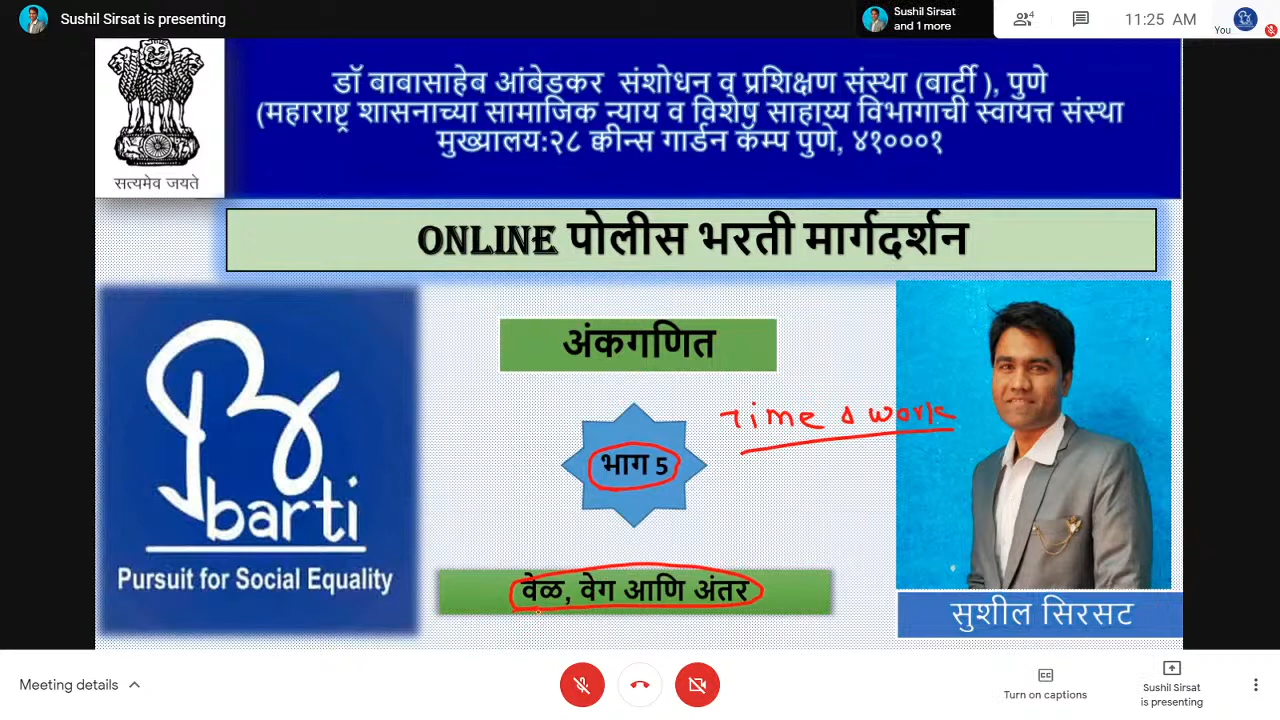 Sushil Sirsat is presenting
Sushil Sirsat
and 1 more
4
11:25 AM
You
डॉ बाबासाहेब आंबेडकर संशोधन व प्रशिक्षण संस्था (बार्टी ), पुणे
(महाराष्ट्र शासनाच्या सामाजिक न्याय व विशेष साहाय्य विभागाची स्वायत्त संस्था
मुख्यालय:२८ क्वीन्स गार्डन कॅम्प पुणे, ४१०००१
सत्यमेव जयते
ONLINE पोलीस भरती मार्गदर्शन
अंकगणित
Time & work
भाग 5
barti
Pursuit for Social Equality
वेळ, वेग आणि अंतर
सुशील सिरसट
Meeting details
Turn on captions
Sushil Sirsat
is presenting